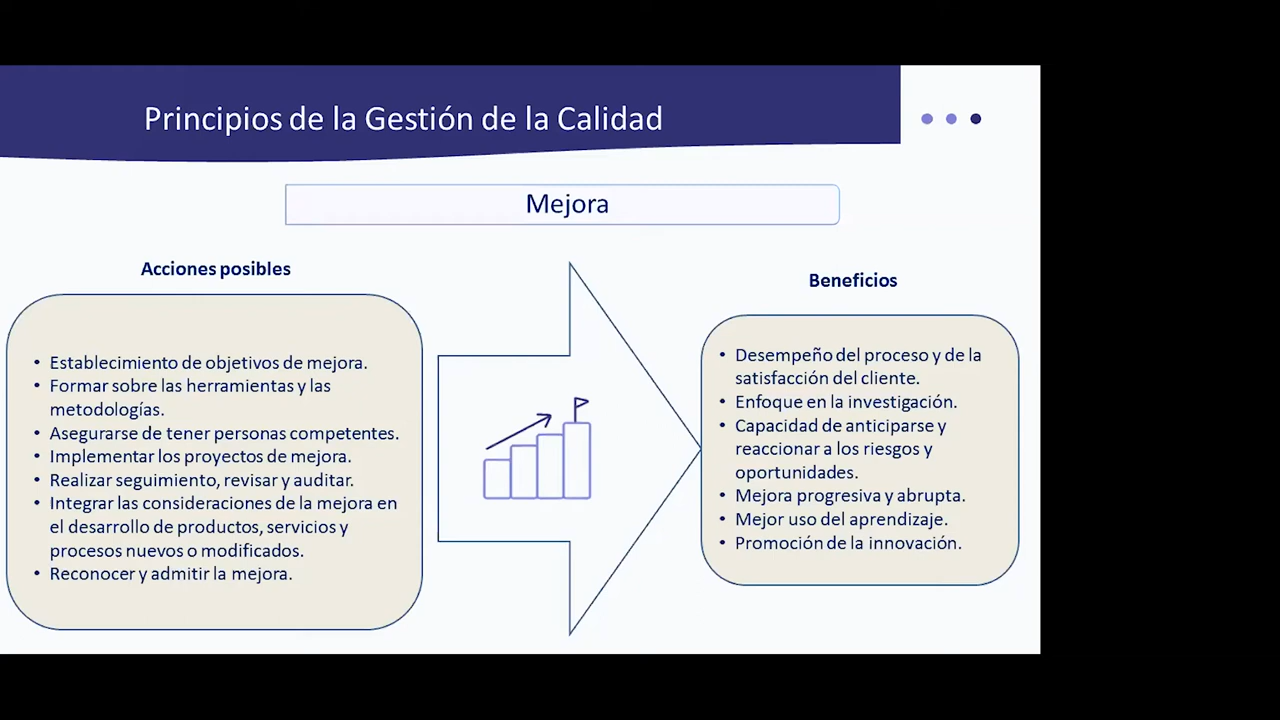 Principios de la Gestión de la Calidad
Mejora
Acciones posibles
• Establecimiento de objetivos de mejora.
• Formar sobre las herramientas y las
metodologías.
• Asegurarse de tener personas competentes.
• Implementar los proyectos de mejora.
• Realizar seguimiento, revisar y auditar.
• Integrar las consideraciones de la mejora en
el desarrollo de productos, servicios y
procesos nuevos o modificados.
• Reconocer y admitir la mejora.
Beneficios
• Desempeño del proceso y de la
satisfacción del cliente.
• Enfoque en la investigación.
• Capacidad de anticiparse y
reaccionar a los riesgos y
oportunidades.
• Mejora progresiva y abrupta.
• Mejor uso del aprendizaje.
• Promoción de la innovación.